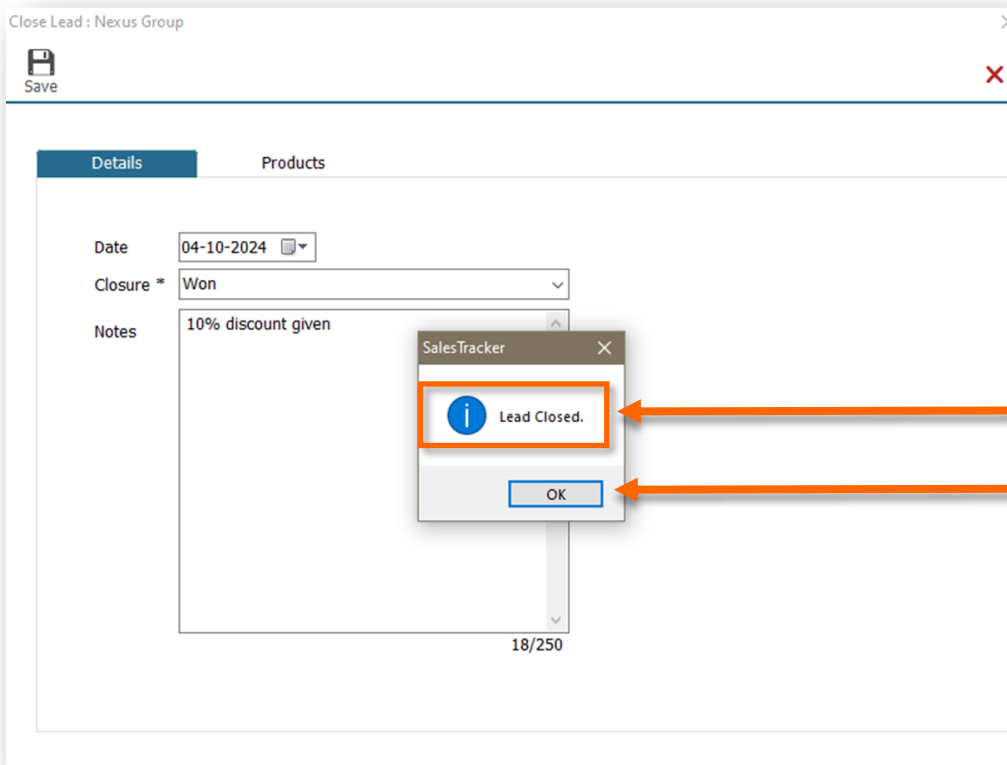 Close Lead : Nexus Group
Save
Details Products
Date 04-10-2024
Closure * Won
Notes 10% discount given
SalesTracker
Lead Closed.
OK
18/250